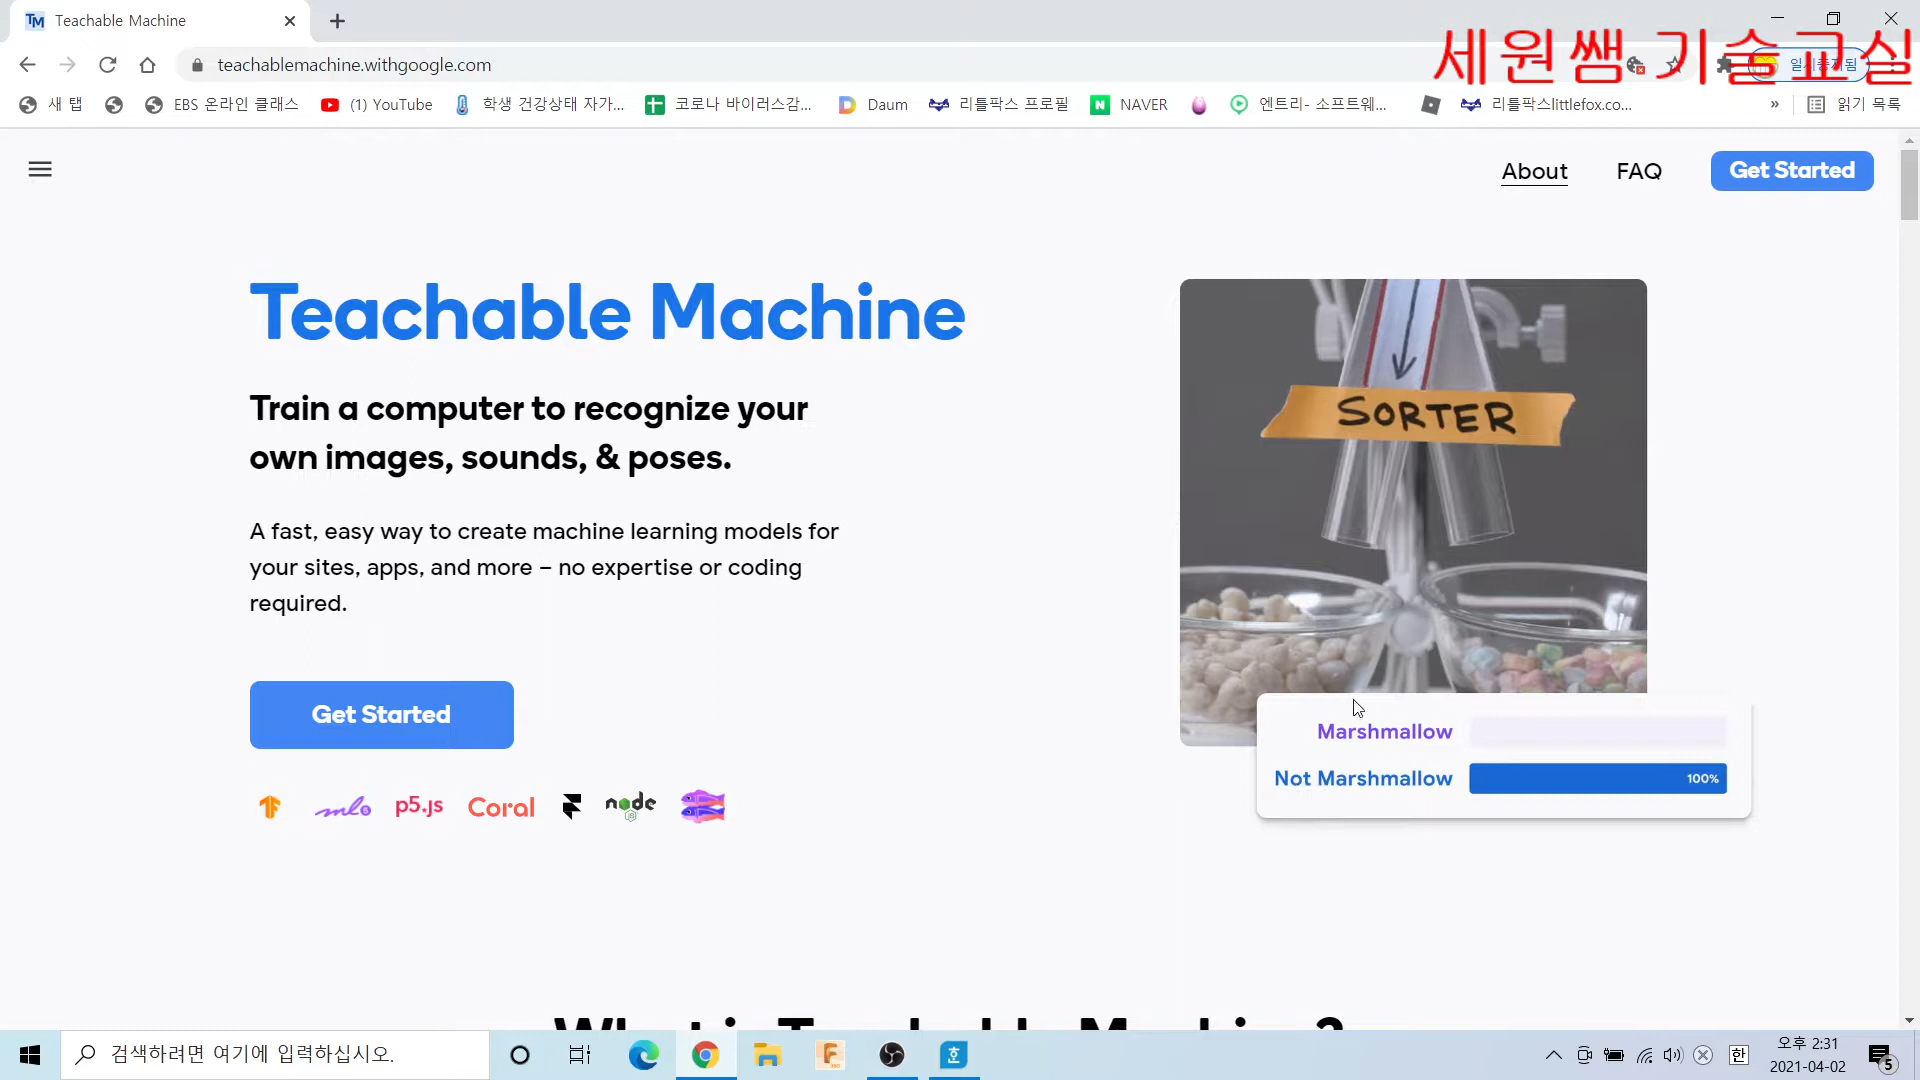 Teachable Machine
세원쌤 기술교실
teachablemachine.withgoogle.com
새 탭
EBS 온라인 클래스
(1) YouTube
학생 건강상태 자가...
코로나 바이러스감...
Daum
리틀팍스 프로필
NAVER
엔트리- 소프트웨...
리틀팍스littlefox.co...
»
읽기 목록
About
FAQ
Get Started
Teachable Machine
Train a computer to recognize your
own images, sounds, & poses.
A fast, easy way to create machine learning models for
your sites, apps, and more – no expertise or coding
required.
Get Started
SORTER
Marshmallow
Not Marshmallow
100%
ml5
p5.js
Coral
node
검색하려면 여기에 입력하십시오.
한
오후 2:31
2021-04-02
5